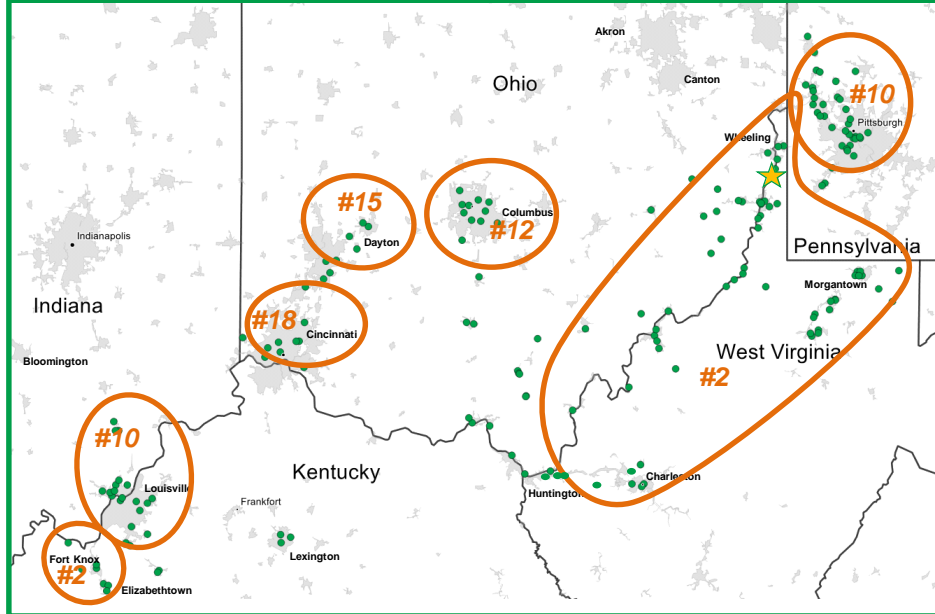 Akron
Ohio
Canton
#10
Pittsburgh
Wheeling
#15
Columbus
#12
Dayton
Indianapolis
Pennsylvania
Morgantown
Indiana
#18
Cincinnati
West Virginia
Bloomington
#2
#10
Kentucky
Louisville
Charleston
Huntington
Frankfort
Lexington
Fort Knox
#2
Elizabethtown